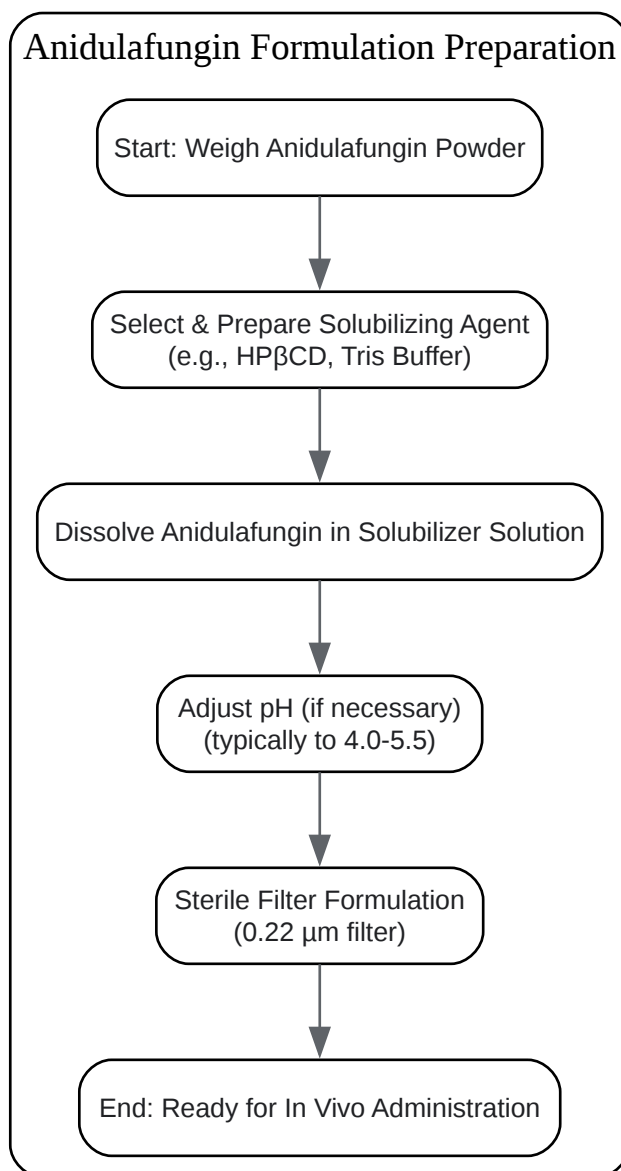 Anidulafungin Formulation Preparation
Start: Weigh Anidulafungin Powder
Select & Prepare Solubilizing Agent
(e.g., HPβCD, Tris Buffer)
Dissolve Anidulafungin in Solubilizer Solution
Adjust pH (if necessary)
(typically to 4.0-5.5)
Sterile Filter Formulation
(0.22 µm filter)
End: Ready for In Vivo Administration